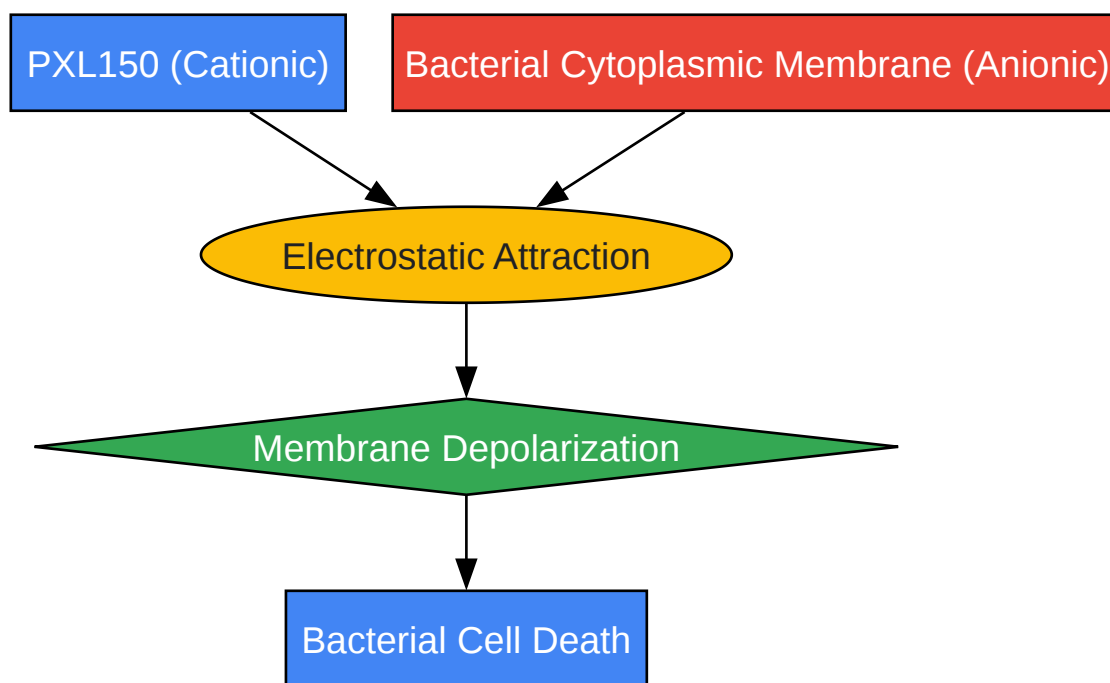 PXL150 (Cationic)
Bacterial Cytoplasmic Membrane (Anionic)
Electrostatic Attraction
Membrane Depolarization
Bacterial Cell Death